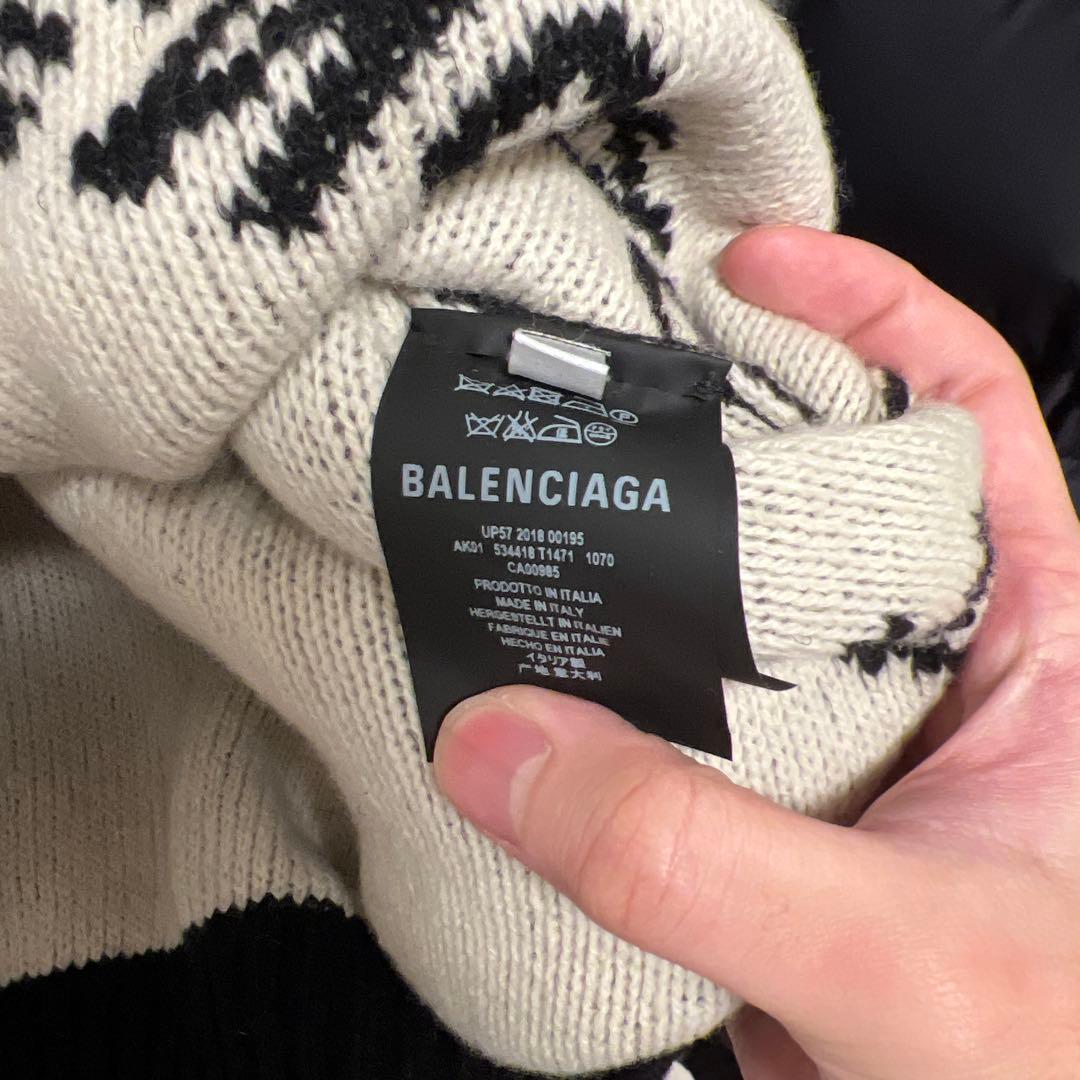 BALENCIAGA
UP57 2018 00195
AK01 534418 T1471 1070
CA00985
PRODOTTO IN ITALIA
MADE IN ITALY
HERGESTELLT IN ITALIEN
FABRIQUE EN ITALIE
HECHO EN ITALIA
イタリア製
产地意大利